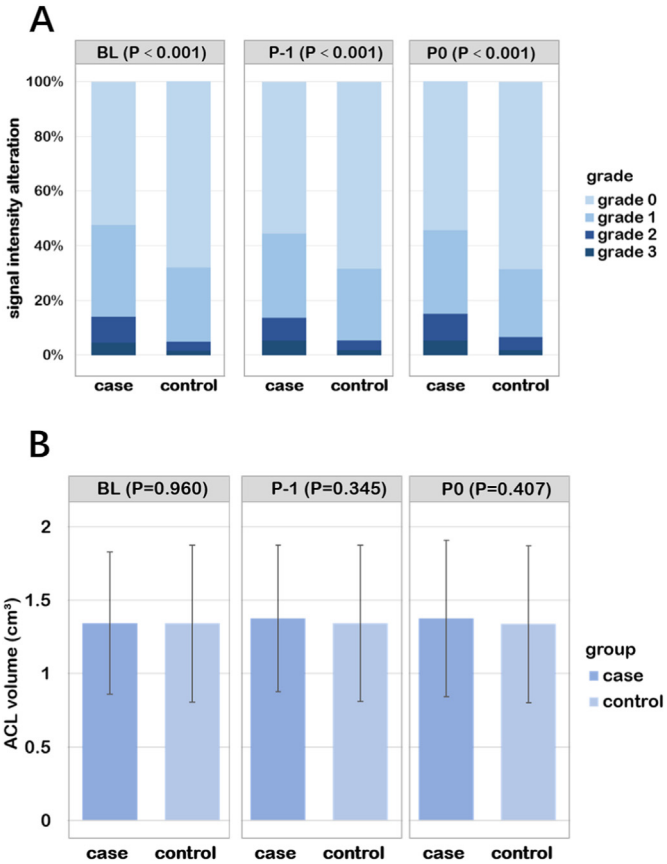 A
BL (P < 0.001)
P-1 (P < 0.001)
P0 (P < 0.001)
signal intensity alteration
100%
80%
60%
40%
20%
0%
case control
case control
case control
grade
grade 0
grade 1
grade 2
grade 3
B
BL (P=0.960)
P-1 (P=0.345)
P0 (P=0.407)
ACL volume (cm³)
2
1.5
1
0.5
0
case control
case control
case control
group
case
control